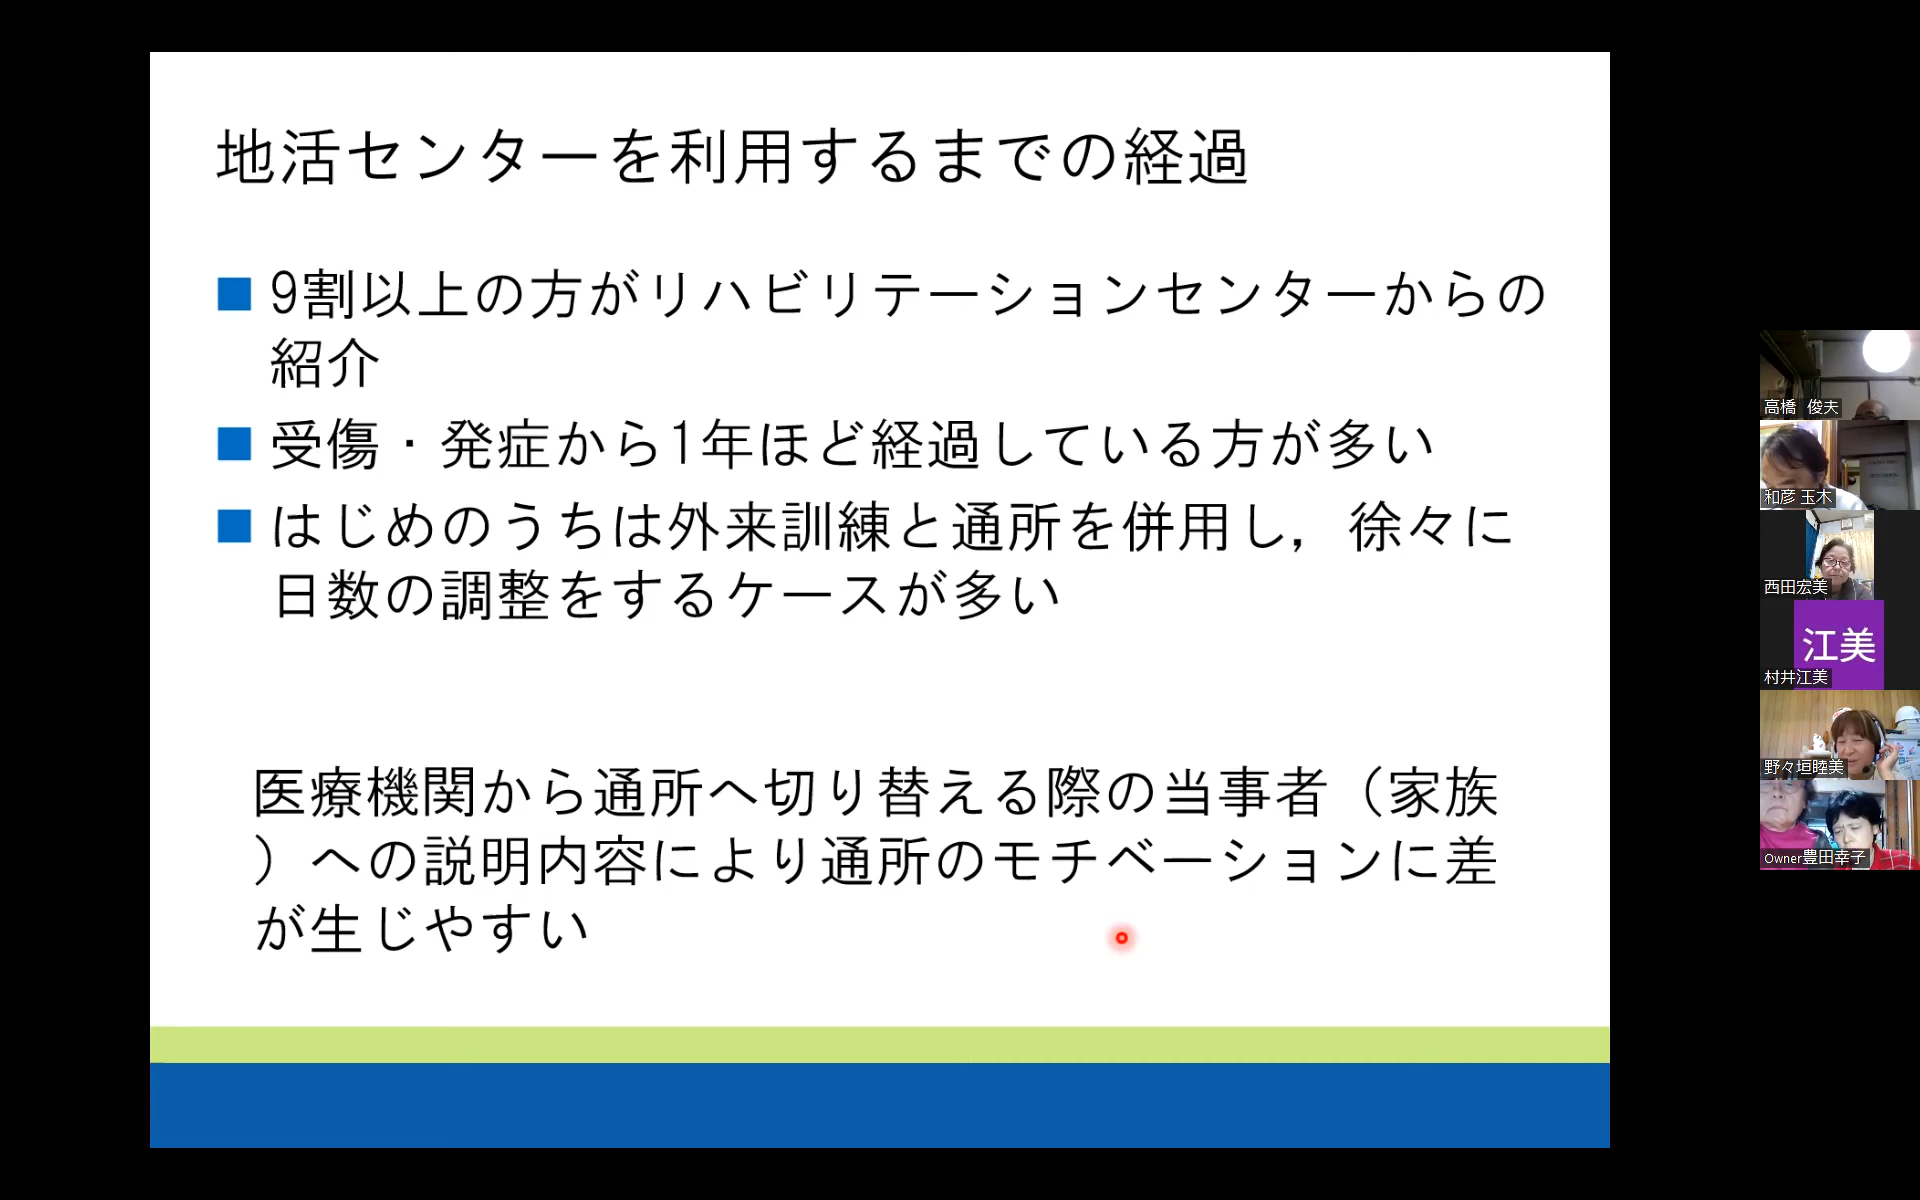 地活センターを利用するまでの経過
9割以上の方がリハビリテーションセンターからの
紹介
受傷・発症から1年ほど経過している方が多い
はじめのうちは外来訓練と通所を併用し，徐々に
日数の調整をするケースが多い
医療機関から通所へ切り替える際の当事者（家族
）への説明内容により通所のモチベーションに差
が生じやすい
高橋 俊夫
和彦 玉木
西田宏美
江美
村井江美
野々垣睦美
Owner豊田幸子